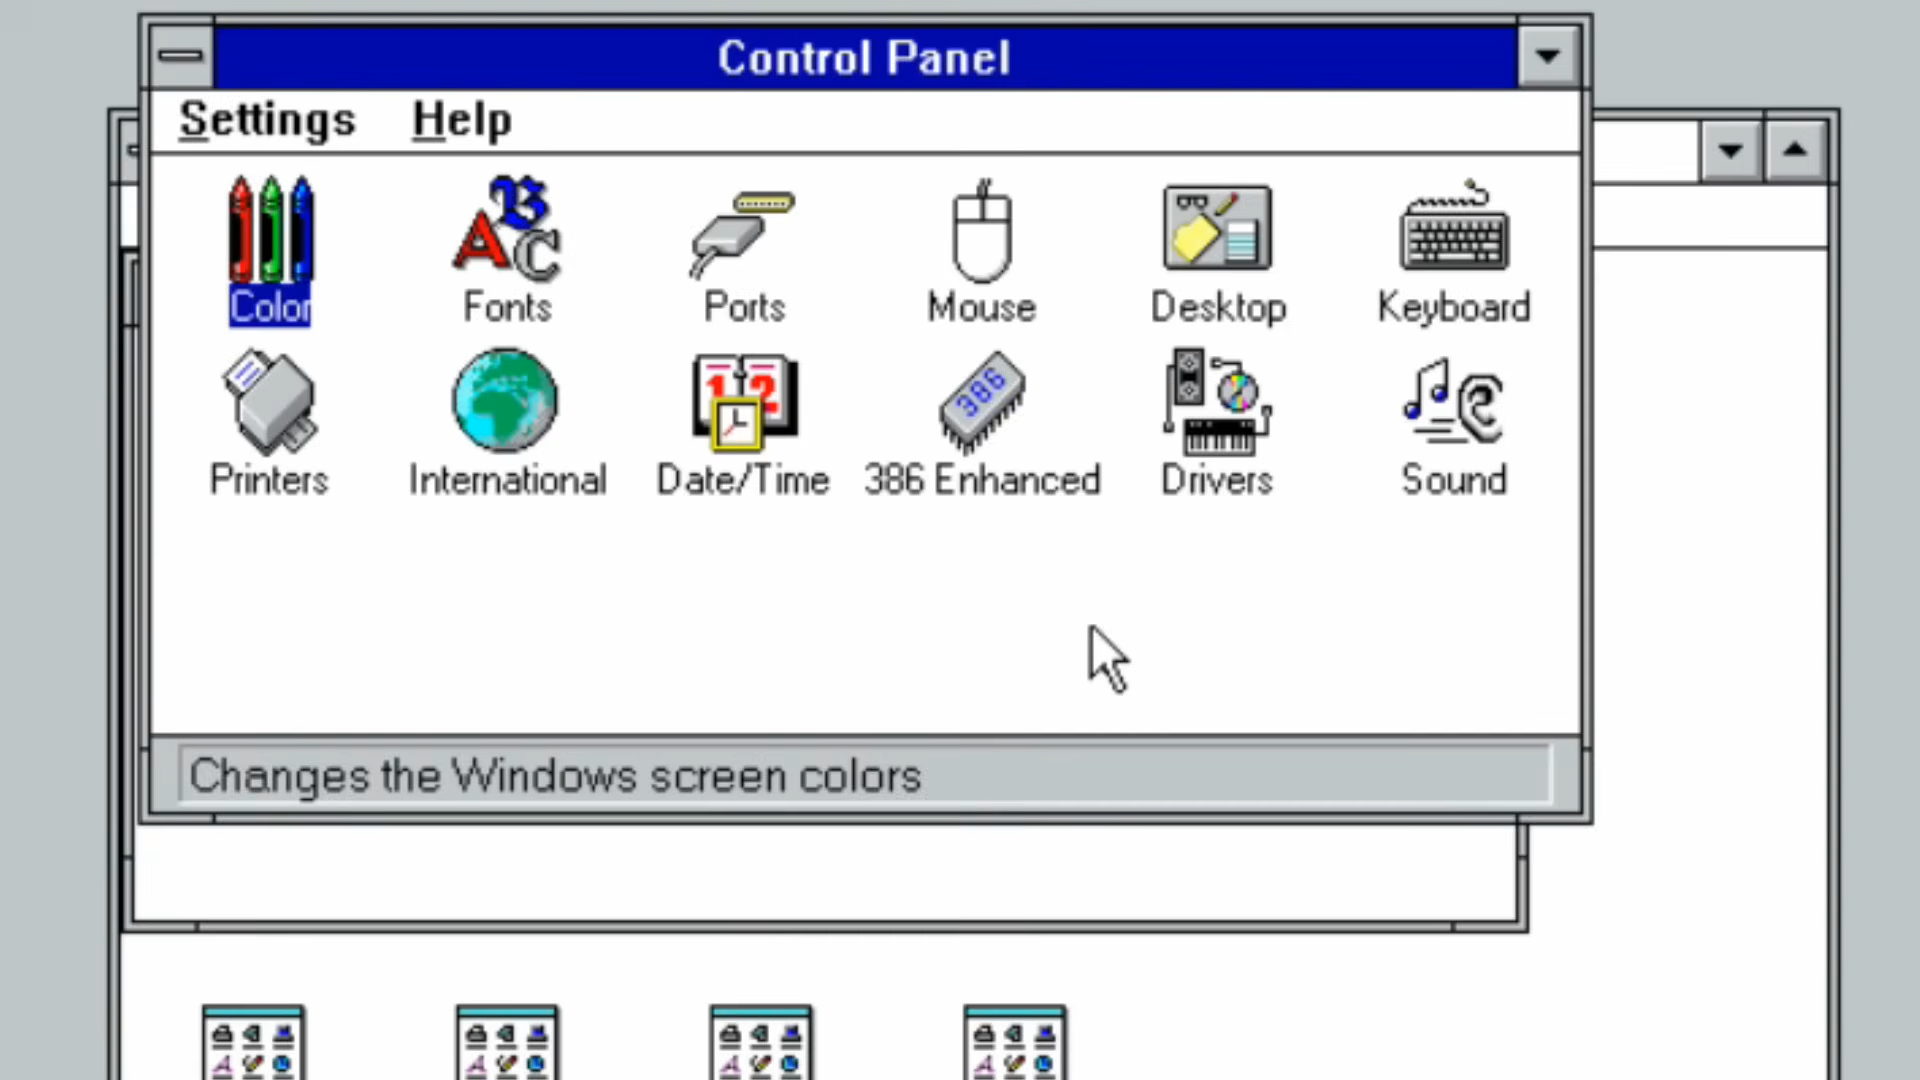 Control Panel
Settings Help
Color Fonts Ports Mouse Desktop Keyboard
Printers International Date/Time 386 Enhanced Drivers Sound
Changes the Windows screen colors